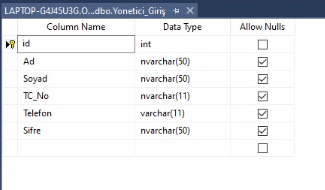 LAPTOP-G4J45U3G.O...dbo.Yonetici_Giriş
Column Name Data Type Allow Nulls
id int
Ad nvarchar(50)
Soyad nvarchar(50)
TC_No nvarchar(11)
Telefon varchar(11)
Sifre nvarchar(50)